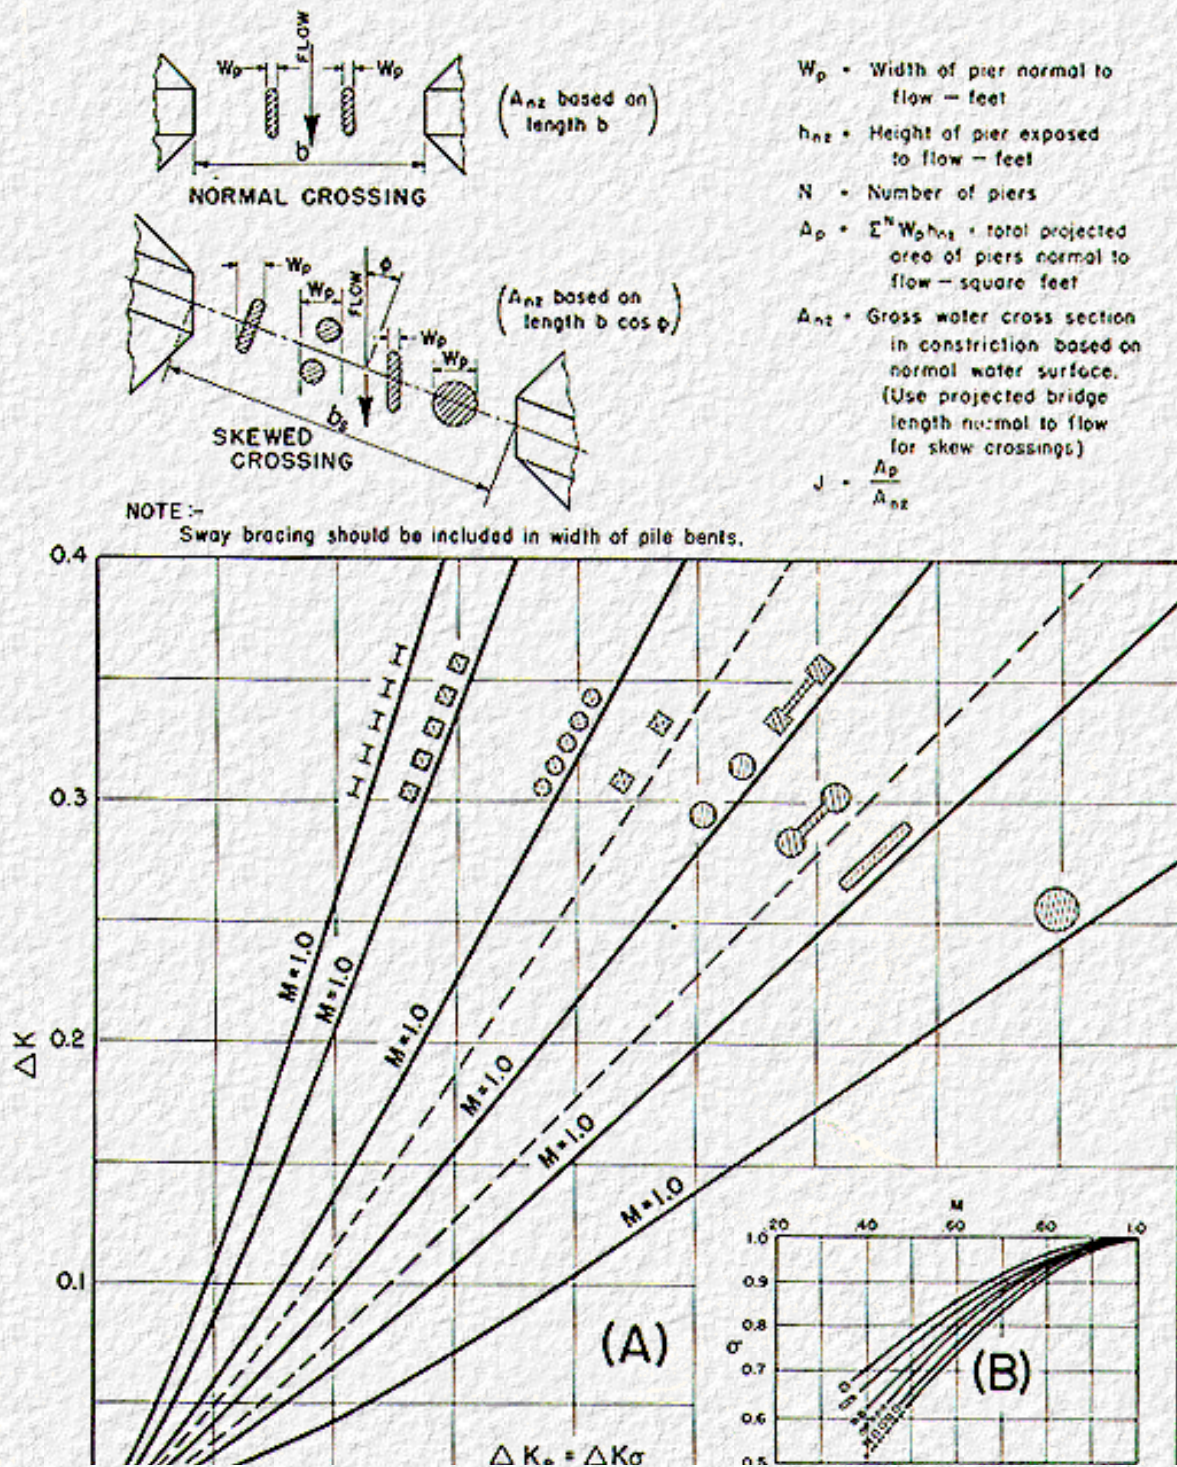 FLOW
Wp
Wp
b
(Anz based on
length b)
NORMAL CROSSING
Wp
Wp
FLOW
ϕ
Wp
Wp
bs
(Anz based on
length b cos ϕ)
SKEWED
CROSSING
Wp = Width of pier normal to
flow — feet
hnz = Height of pier exposed
to flow — feet
N = Number of piers
Ap = Σ^N Wp hnz = total projected
area of piers normal to
flow — square feet
Anz = Gross water cross section
in constriction based on
normal water surface.
(Use projected bridge
length normal to flow
for skew crossings)
J = Ap
Anz
NOTE:-
Sway bracing should be included in width of pile bents.
0.4
0.3
0.2
0.1
ΔK
M=1.0
M=1.0
M=1.0
M=1.0
M=1.0
M=1.0
(A)
M
.20 .40 .60 .80 1.0
1.0
0.9
0.8
0.7
0.6
0.5
σ
(B)
ΔKp = ΔKσ